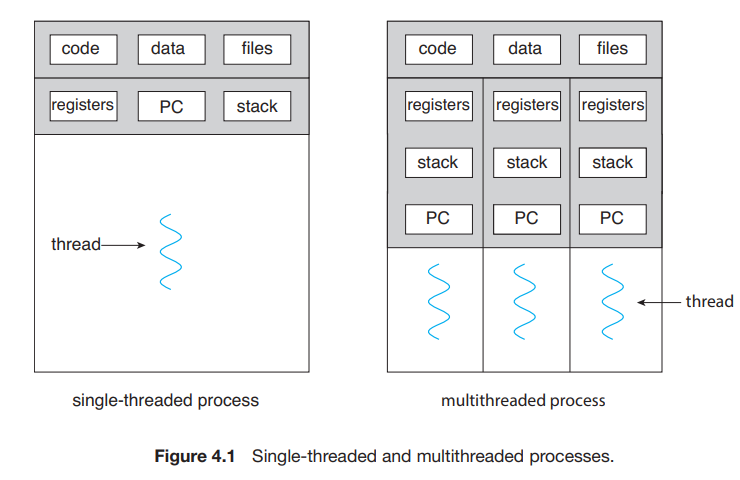 code data files
registers PC stack
thread
single-threaded process
code data files
registers registers registers
stack stack stack
PC PC PC
thread
multithreaded process
Figure 4.1 Single-threaded and multithreaded processes.